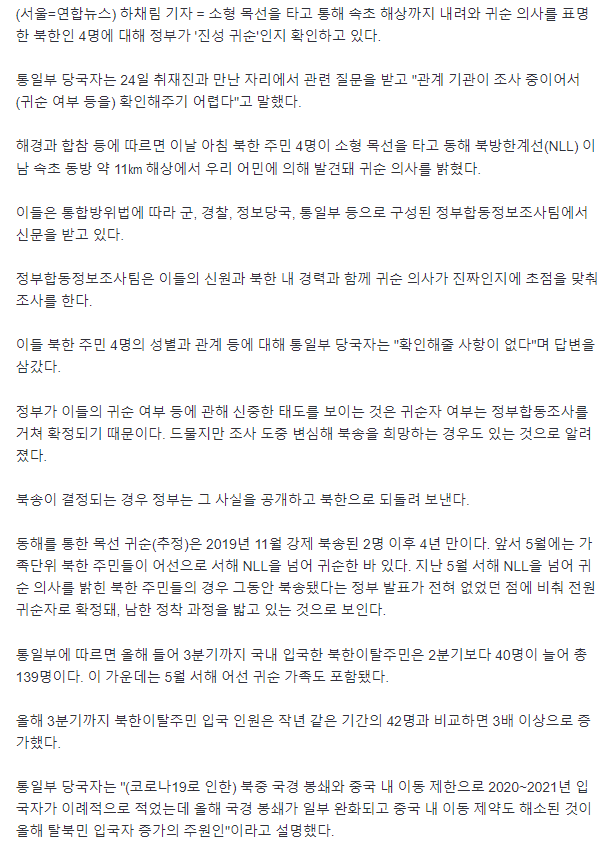 (서울=연합뉴스) 하채림 기자 = 소형 목선을 타고 통해 속초 해상까지 내려와 귀순 의사를 표명
한 북한인 4명에 대해 정부가 '진성 귀순'인지 확인하고 있다.
통일부 당국자는 24일 취재진과 만난 자리에서 관련 질문을 받고 "관계 기관이 조사 중이어서
(귀순 여부 등을) 확인해주기 어렵다"고 말했다.
해경과 합참 등에 따르면 이날 아침 북한 주민 4명이 소형 목선을 타고 동해 북방한계선(NLL) 이
남 속초 동방 약 11㎞ 해상에서 우리 어민에 의해 발견돼 귀순 의사를 밝혔다.
이들은 통합방위법에 따라 군, 경찰, 정보당국, 통일부 등으로 구성된 정부합동정보조사팀에서
신문을 받고 있다.
정부합동정보조사팀은 이들의 신원과 북한 내 경력과 함께 귀순 의사가 진짜인지에 초점을 맞춰
조사를 한다.
이들 북한 주민 4명의 성별과 관계 등에 대해 통일부 당국자는 "확인해줄 사항이 없다"며 답변을
삼갔다.
정부가 이들의 귀순 여부 등에 관해 신중한 태도를 보이는 것은 귀순자 여부는 정부합동조사를
거쳐 확정되기 때문이다. 드물지만 조사 도중 변심해 북송을 희망하는 경우도 있는 것으로 알려
졌다.
북송이 결정되는 경우 정부는 그 사실을 공개하고 북한으로 되돌려 보낸다.
동해를 통한 목선 귀순(추정)은 2019년 11월 강제 북송된 2명 이후 4년 만이다. 앞서 5월에는 가
족단위 북한 주민들이 어선으로 서해 NLL을 넘어 귀순한 바 있다. 지난 5월 서해 NLL을 넘어 귀
순 의사를 밝힌 북한 주민들의 경우 그동안 북송됐다는 정부 발표가 전혀 없었던 점에 비춰 전원
귀순자로 확정돼, 남한 정착 과정을 밟고 있는 것으로 보인다.
통일부에 따르면 올해 들어 3분기까지 국내 입국한 북한이탈주민은 2분기보다 40명이 늘어 총
139명이다. 이 가운데는 5월 서해 어선 귀순 가족도 포함됐다.
올해 3분기까지 북한이탈주민 입국 인원은 작년 같은 기간의 42명과 비교하면 3배 이상으로 증
가했다.
통일부 당국자는 "(코로나19로 인한) 북중 국경 봉쇄와 중국 내 이동 제한으로 2020~2021년 입
국자가 이례적으로 적었는데 올해 국경 봉쇄가 일부 완화되고 중국 내 이동 제약도 해소된 것이
올해 탈북민 입국자 증가의 주원인"이라고 설명했다.